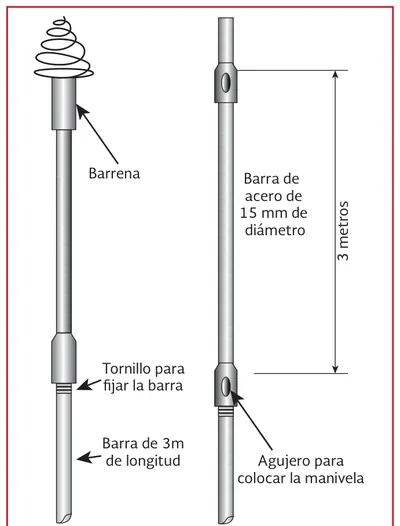 Barrena
Barra de
acero de
15 mm de
diámetro
3 metros
Tornillo para
fijar la barra
Barra de 3m
de longitud
Agujero para
colocar la manivela